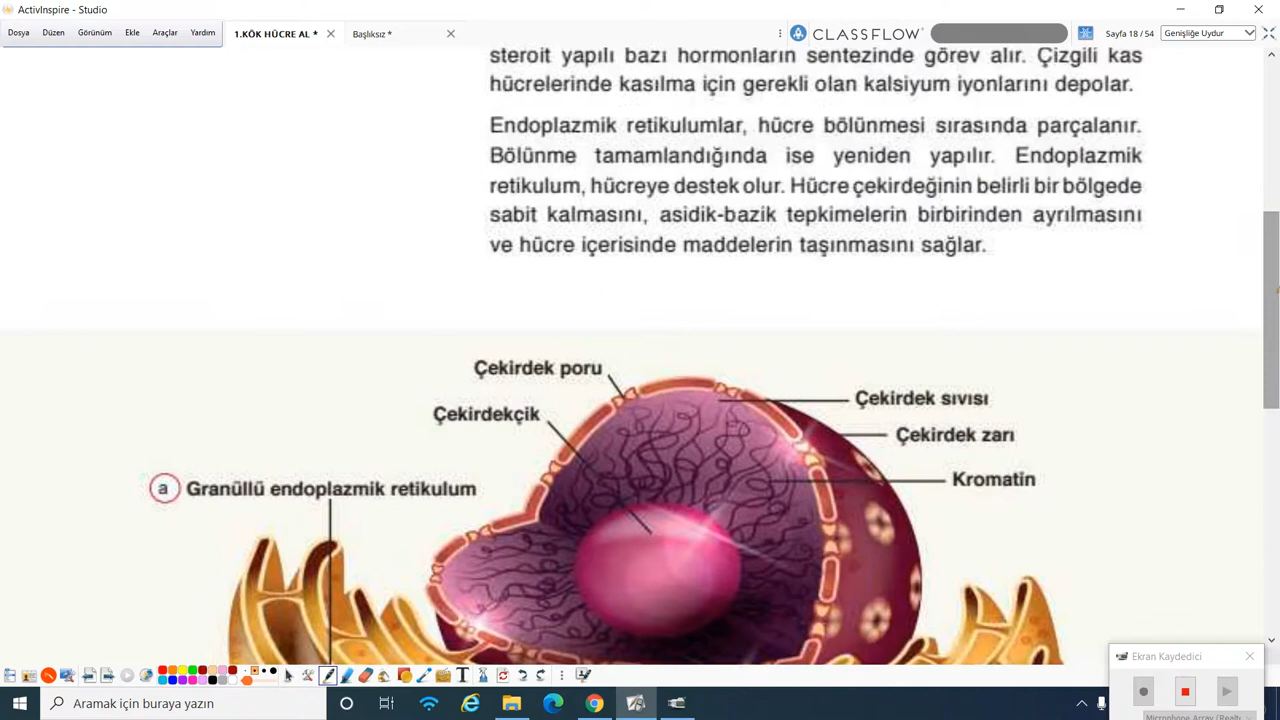 ActivInspire - Studio
Dosya Düzen Görünüm Ekle Araçlar Yardım
1.KÖK HÜCRE AL *
Başlıksız *
CLASSFLOW
Sayfa 18 / 54
Genişliğe Uydur
steroit yapılı bazı hormonların sentezinde görev alır. Çizgili kas
hücrelerinde kasılma için gerekli olan kalsiyum iyonlarını depolar.
Endoplazmik retikulumlar, hücre bölünmesi sırasında parçalanır.
Bölünme tamamlandığında ise yeniden yapılır. Endoplazmik
retikulum, hücreye destek olur. Hücre çekirdeğinin belirli bir bölgede
sabit kalmasını, asidik-bazik tepkimelerin birbirinden ayrılmasını
ve hücre içerisinde maddelerin taşınmasını sağlar.
Çekirdek poru
Çekirdek sıvısı
Çekirdekçik
Çekirdek zarı
Kromatin
a Granüllü endoplazmik retikulum
Ekran Kaydedici
Aramak için buraya yazın
Microphone Array (Realt